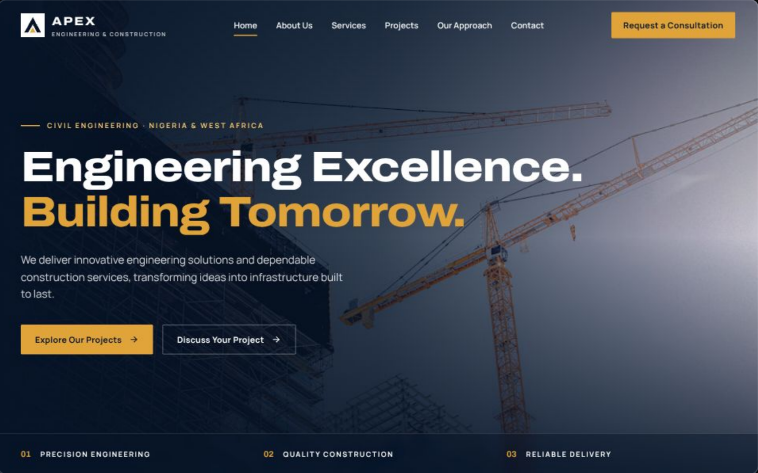 APEX
ENGINEERING & CONSTRUCTION
Home
About Us
Services
Projects
Our Approach
Contact
Request a Consultation
CIVIL ENGINEERING · NIGERIA & WEST AFRICA
Engineering Excellence.
Building Tomorrow.
We deliver innovative engineering solutions and dependable
construction services, transforming ideas into infrastructure built
to last.
Explore Our Projects →
Discuss Your Project →
01 PRECISION ENGINEERING
02 QUALITY CONSTRUCTION
03 RELIABLE DELIVERY